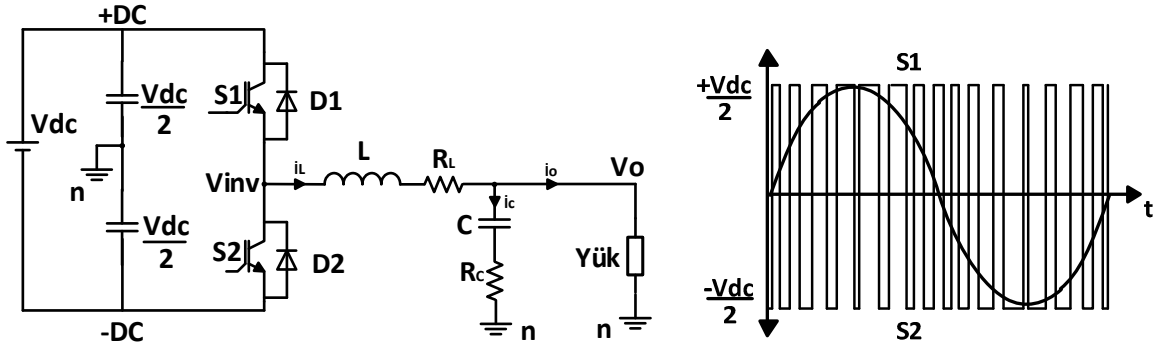 +DC
Vdc
Vdc
2
n
Vdc
2
-DC
S1
D1
Vinv
S2
D2
iL
L
RL
ic
C
RC
n
io
Vo
Yük
n
S1
+Vdc
2
t
-Vdc
2
S2